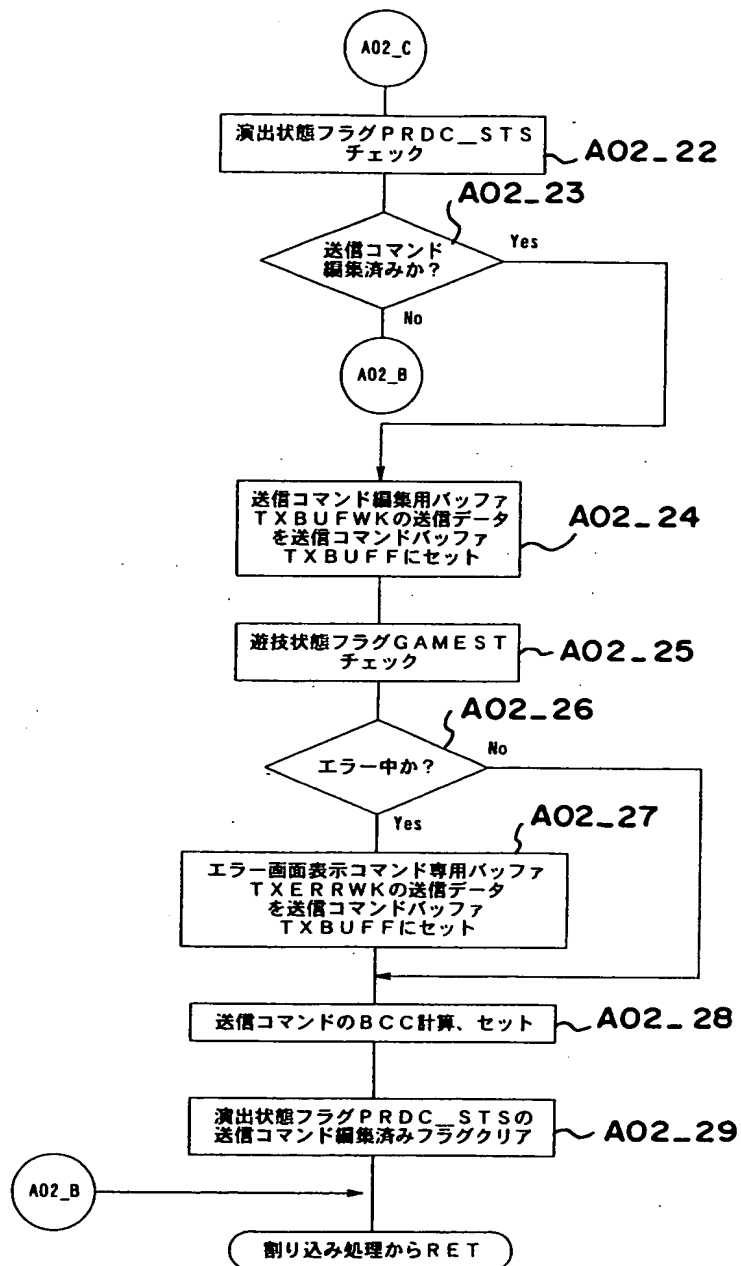 A02_C
演出状態フラグPRDC_STS
チェック
A02_22
A02_23
送信コマンド
編集済みか?
Yes
No
A02_B
送信コマンド編集用バッファ
TXBUFWKの送信データ
を送信コマンドバッファ
TXBUFFにセット
A02_24
遊技状態フラグGAMEST
チェック
A02_25
A02_26
エラー中か?
No
Yes
A02_27
エラー画面表示コマンド専用バッファ
TXERRWKの送信データ
を送信コマンドバッファ
TXBUFFにセット
送信コマンドのBCC計算、セット
A02_28
演出状態フラグPRDC_STSの
送信コマンド編集済みフラグクリア
A02_29
A02_B
割り込み処理からRET